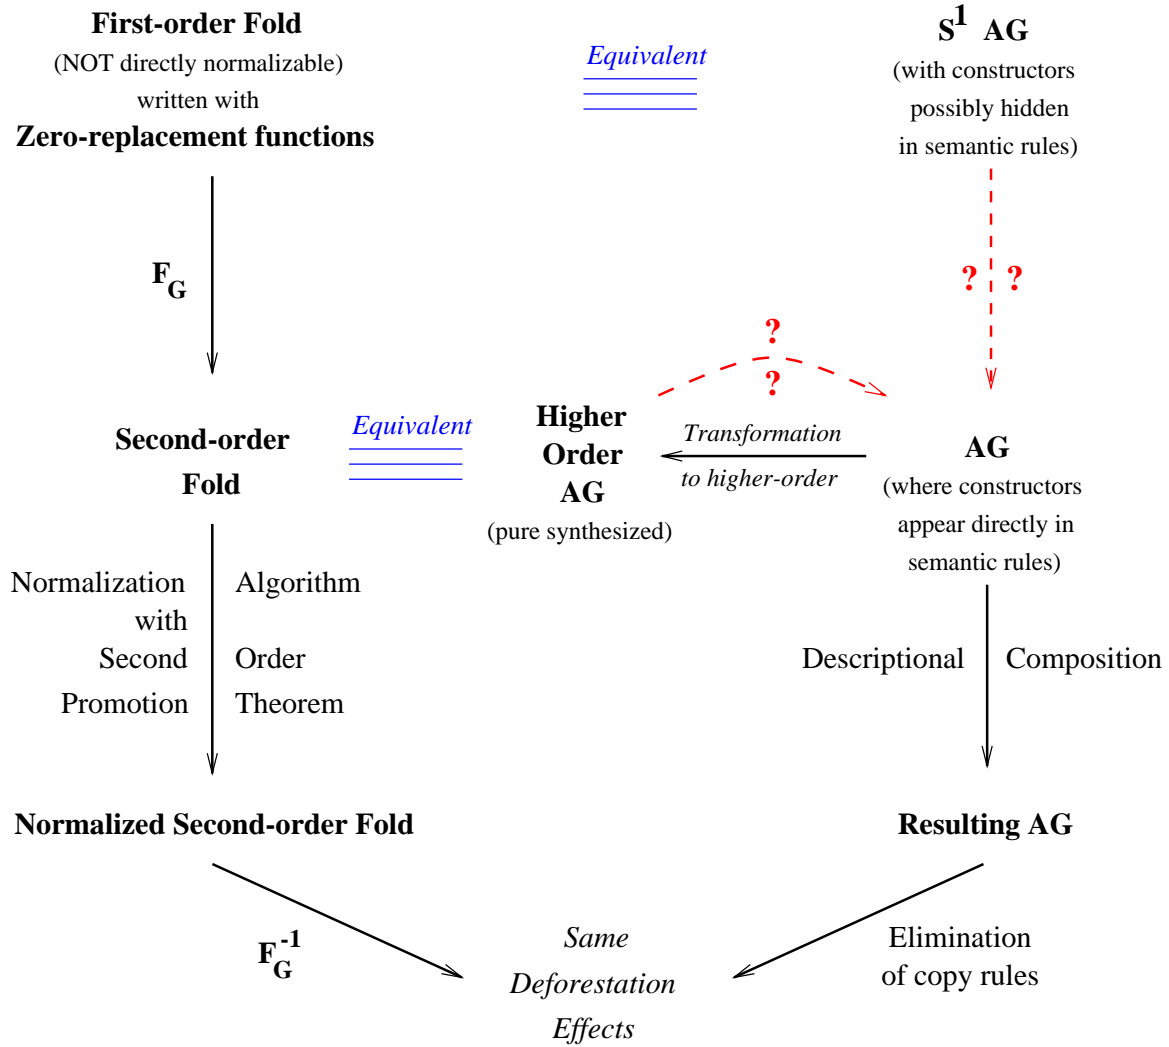 First-order Fold
(NOT directly normalizable)
written with
Zero-replacement functions
Equivalent
S1 AG
(with constructors
possibly hidden
in semantic rules)
FG
? ?
?
?
Second-order
Fold
Equivalent
Higher
Order
AG
(pure synthesized)
Transformation
to higher-order
AG
(where constructors
appear directly in
semantic rules)
Normalization Algorithm
with
Second Order
Promotion Theorem
Descriptional Composition
Normalized Second-order Fold
Resulting AG
FG-1
Same
Deforestation
Effects
Elimination
of copy rules